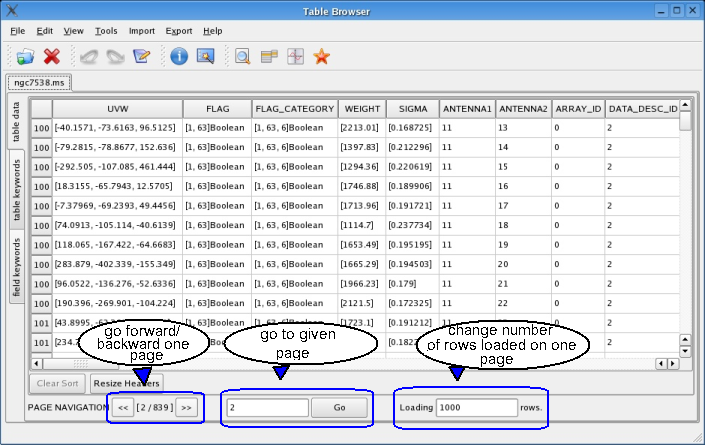 Table Browser
File Edit View Tools Import Export Help
ngc7538.ms
table data
table keywords
field keywords
UVW FLAG FLAG_CATEGORY WEIGHT SIGMA ANTENNA1 ANTENNA2 ARRAY_ID DATA_DESC_ID
100 [-40.1571, -73.6163, 96.5125] [1, 63]Boolean [1, 63, 6]Boolean [2213.01] [0.168725] 11 13 0 2
100 [-79.2815, -78.8677, 152.636] [1, 63]Boolean [1, 63, 6]Boolean [1397.83] [0.212296] 11 14 0 2
100 [-292.505, -107.085, 461.444] [1, 63]Boolean [1, 63, 6]Boolean [1294.36] [0.220619] 11 15 0 2
100 [18.3155, -65.7943, 12.5705] [1, 63]Boolean [1, 63, 6]Boolean [1746.88] [0.189906] 11 16 0 2
100 [-7.37969, -69.2393, 49.4456] [1, 63]Boolean [1, 63, 6]Boolean [1713.96] [0.191721] 11 17 0 2
100 [74.0913, -105.114, -40.6139] [1, 63]Boolean [1, 63, 6]Boolean [1114.7] [0.237734] 11 18 0 2
100 [118.065, -167.422, -64.6683] [1, 63]Boolean [1, 63, 6]Boolean [1653.49] [0.195195] 11 19 0 2
100 [283.879, -402.339, -155.349] [1, 63]Boolean [1, 63, 6]Boolean [1665.29] [0.194503] 11 20 0 2
100 [96.0522, -136.276, -52.6336] [1, 63]Boolean [1, 63, 6]Boolean [1966.23] [0.179] 11 21 0 2
100 [190.396, -269.901, -104.224] [1, 63]Boolean [1, 63, 6]Boolean [2121.5] [0.172325] 11 22 0 2
101 [43.8995, [1, 63]Boolean [1, 63, 6]Boolean [1723.1] [0.191212] 11 0 2
101 [234. [0.182 2
go forward/
backward one
page
go to given
page
change number
of rows loaded on one
page
Clear Sort Resize Headers
PAGE NAVIGATION << [2 / 839] >> 2 Go Loading 1000 rows.